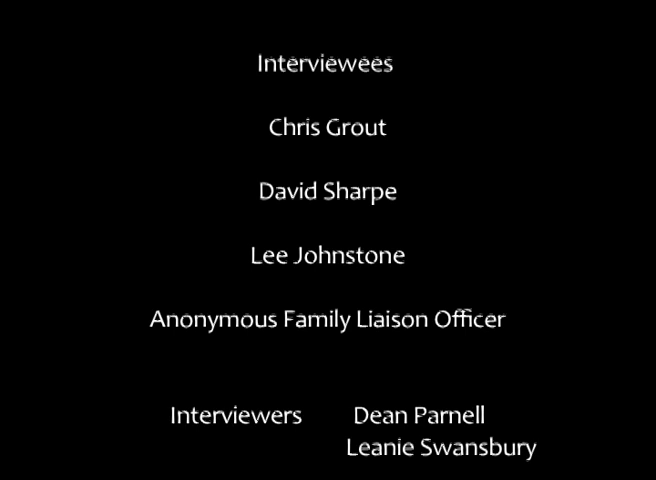 Interviewees
Chris Grout
David Sharpe
Lee Johnstone
Anonymous Family Liaison Officer
Interviewers Dean Parnell
Leanie Swansbury